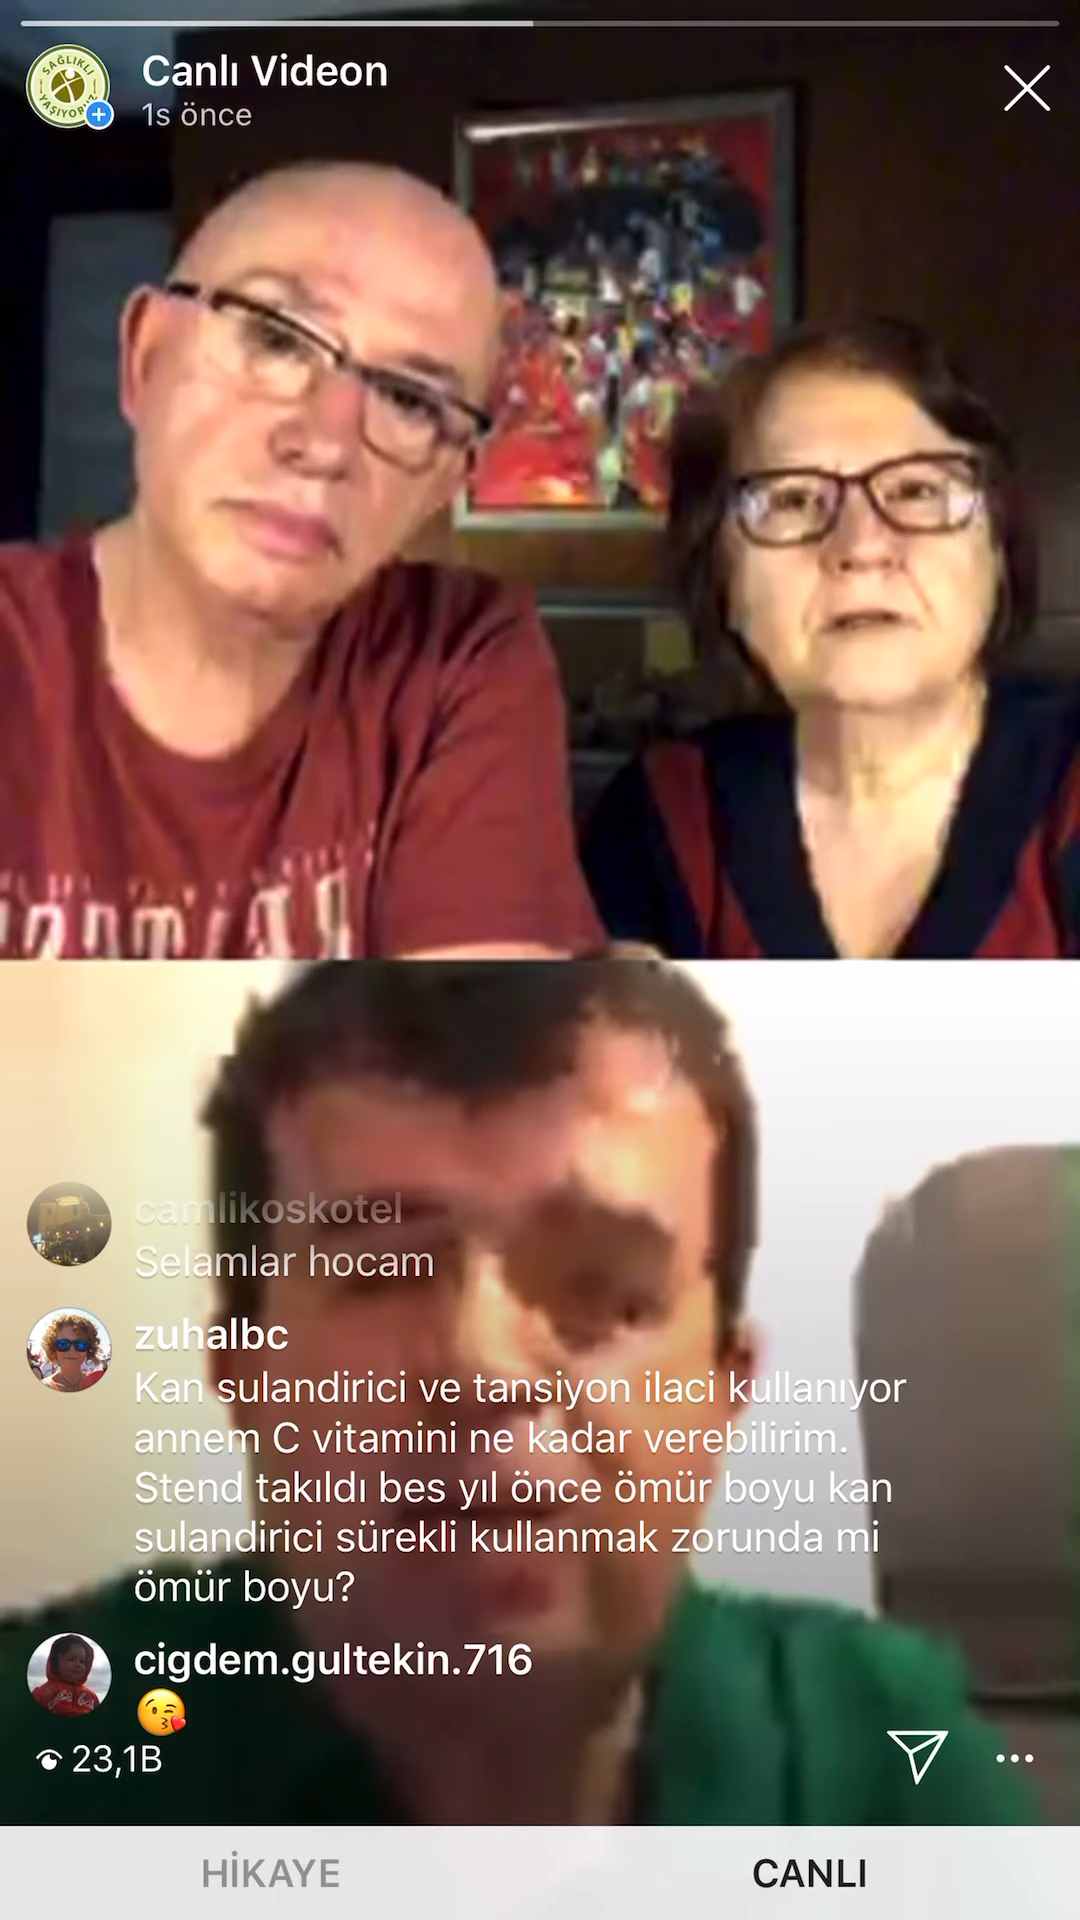 SAĞLIKLI
YAŞIYORUZ
Canlı Videon
1s önce
camlikoskotel
Selamlar hocam
zuhalbc
Kan sulandirici ve tansiyon ilaci kullanıyor
annem C vitamini ne kadar verebilirim.
Stend takıldı bes yıl önce ömür boyu kan
sulandirici sürekli kullanmak zorunda mi
ömür boyu?
cigdem.gultekin.716
😘
23,1B
HİKAYE
CANLI